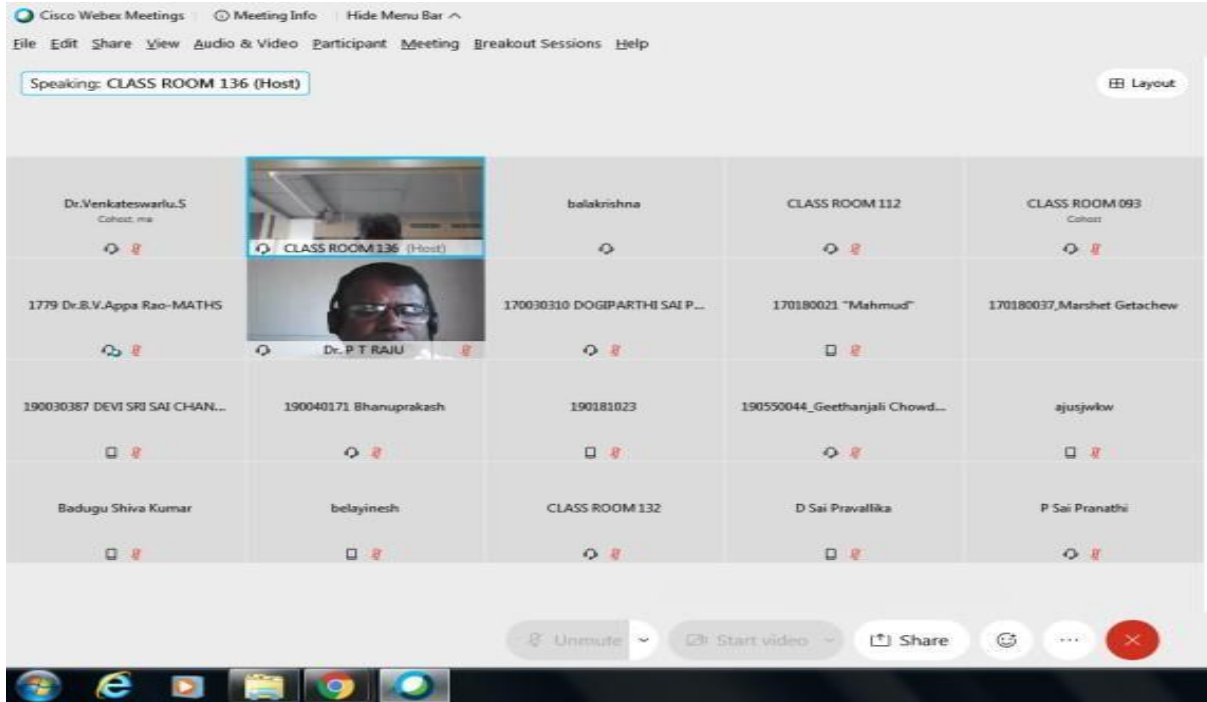 Cisco Webex Meetings Meeting Info Hide Menu Bar
File Edit Share View Audio & Video Participant Meeting Breakout Sessions Help
Speaking: CLASS ROOM 136 (Host)
Layout
Dr.Venkateswarlu.S
Cohost, me
CLASS ROOM 136 (Host)
balakrishna
CLASS ROOM 112
CLASS ROOM 093
Cohost
1779 Dr.B.V.Appa Rao-MATHS
Dr. P T RAJU
170030310 DOGIPARTHI SAI P...
170180021 "Mahmud"
170180037,Marshet Getachew
190030387 DEVI SRI SAI CHAN...
190040171 Bhanuprakash
190181023
190550044_Geethanjali Chowd...
ajusjwkw
Badugu Shiva Kumar
belayinesh
CLASS ROOM 132
D Sai Pravallika
P Sai Pranathi
Unmute
Start video
Share